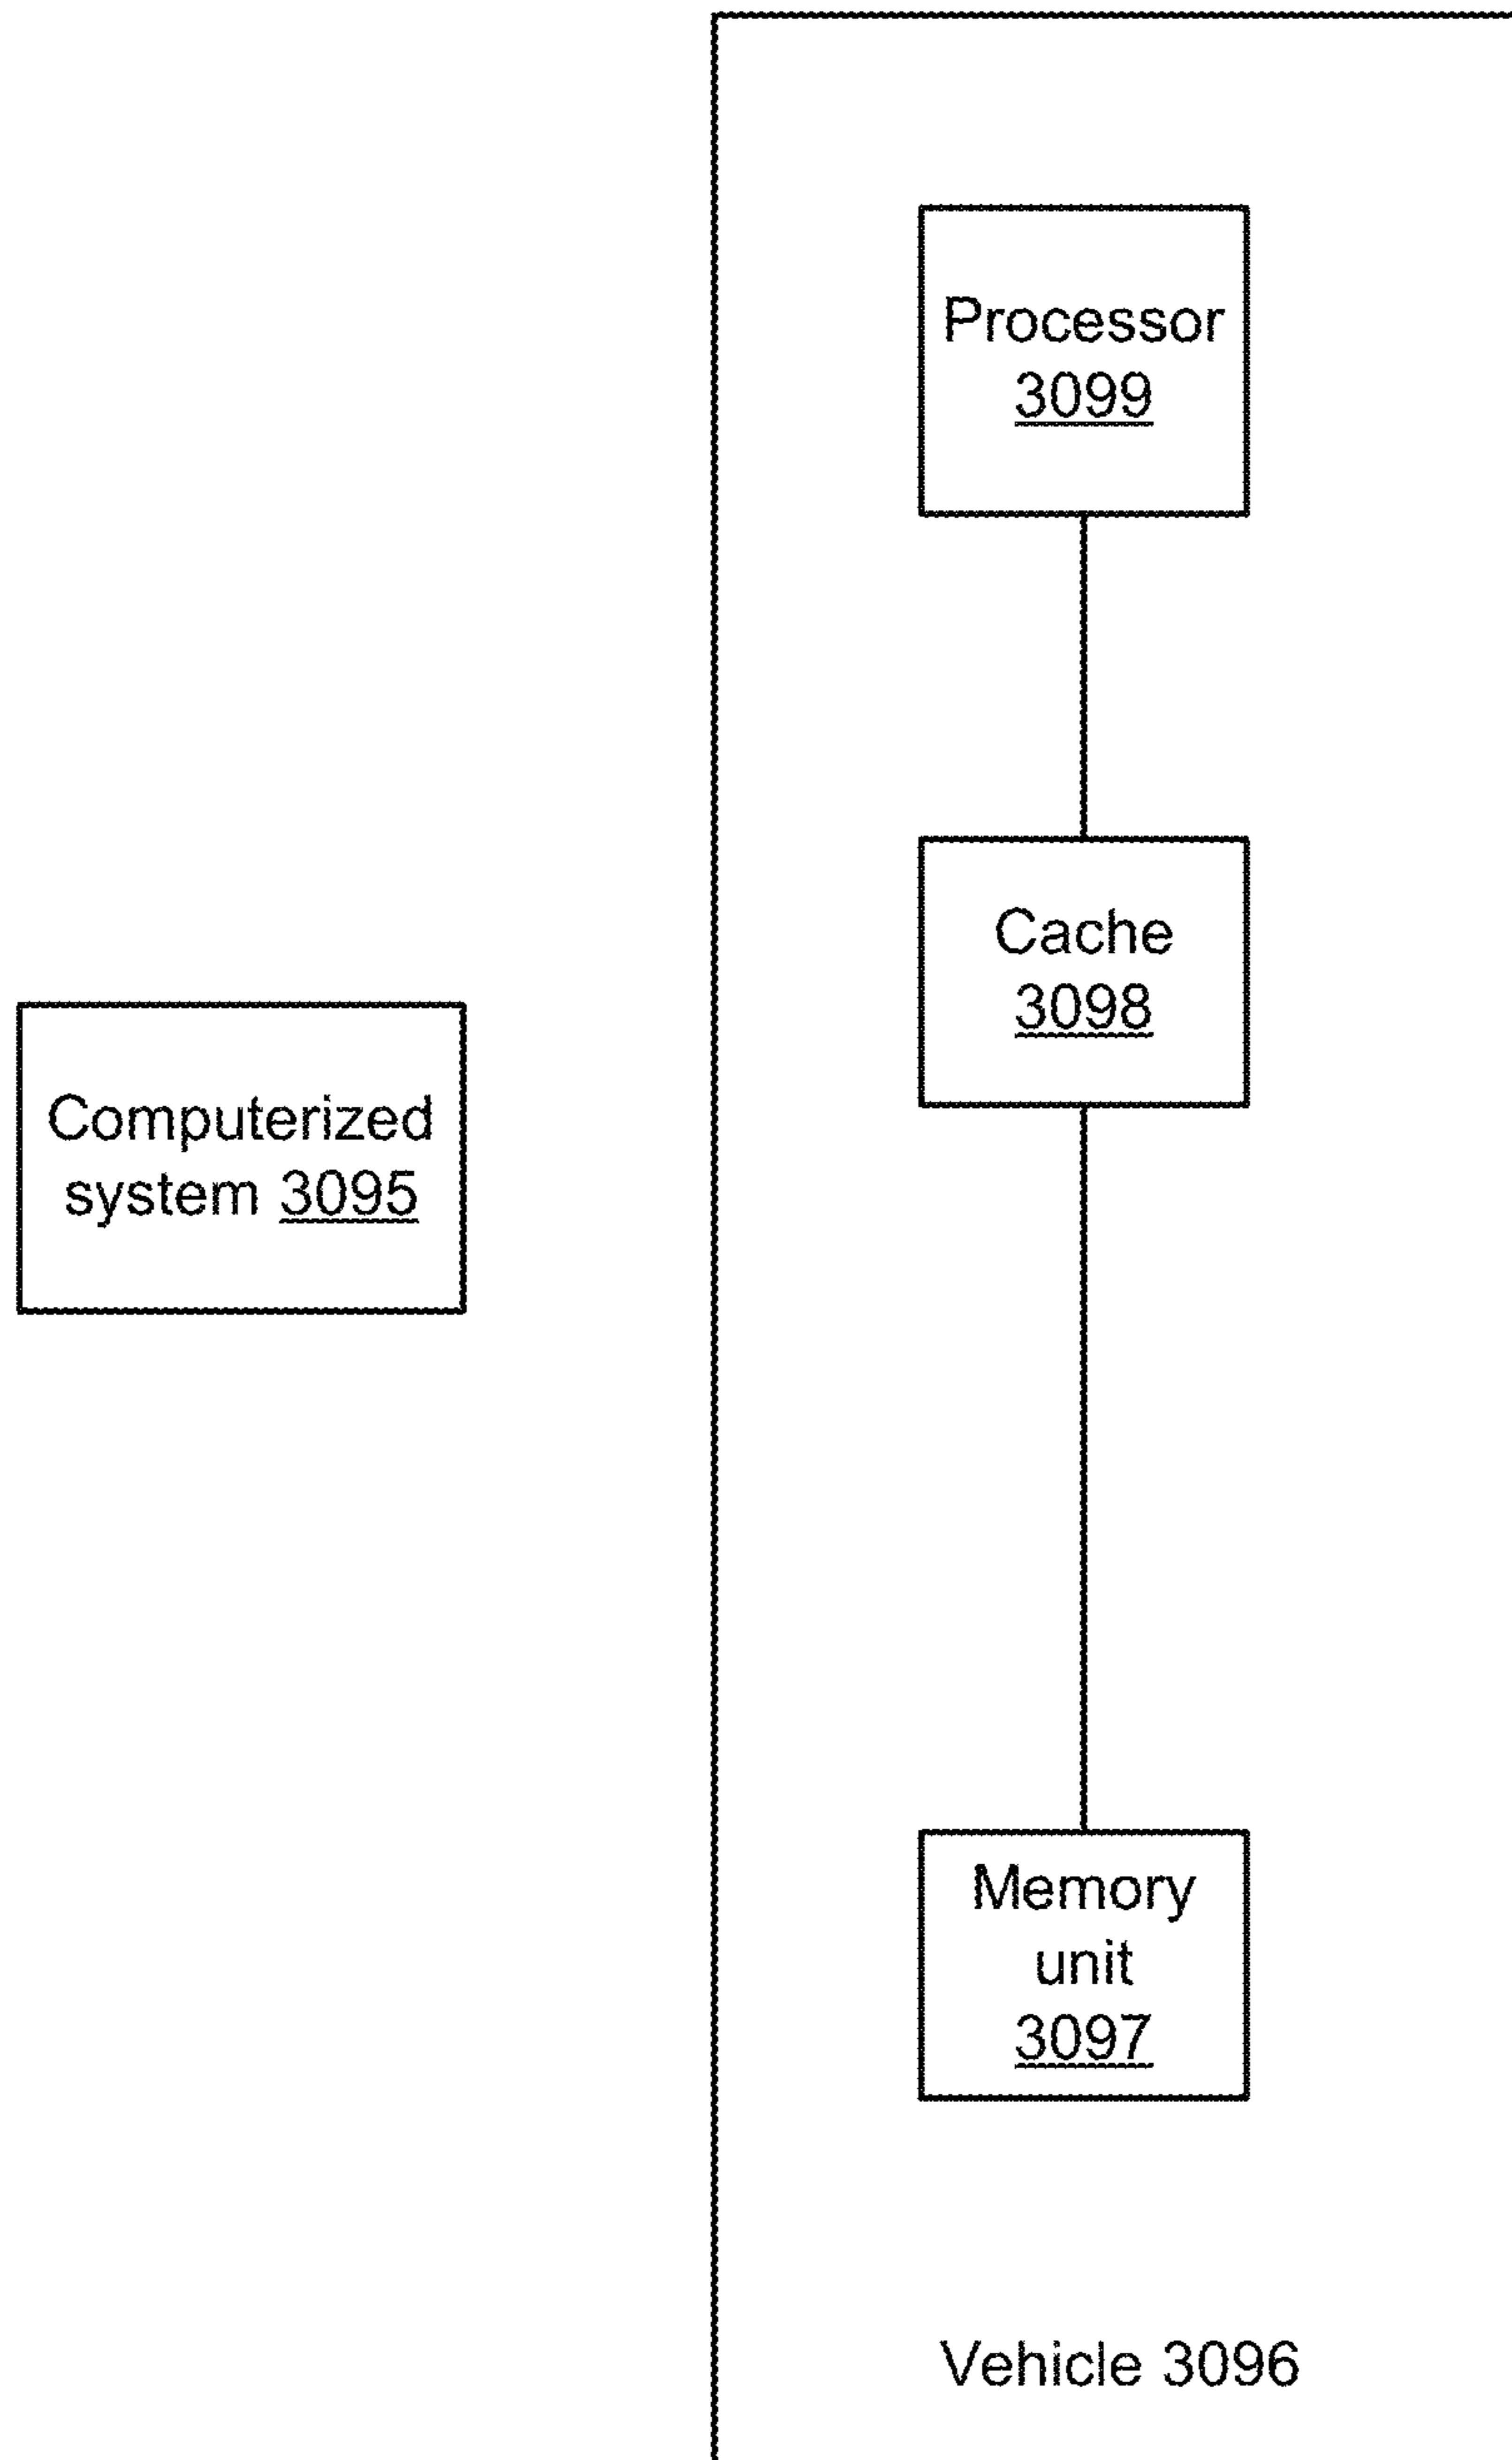 Processor
3099
Cache
3098
Computerized
system 3095
Memory
unit
3097
Vehicle 3096